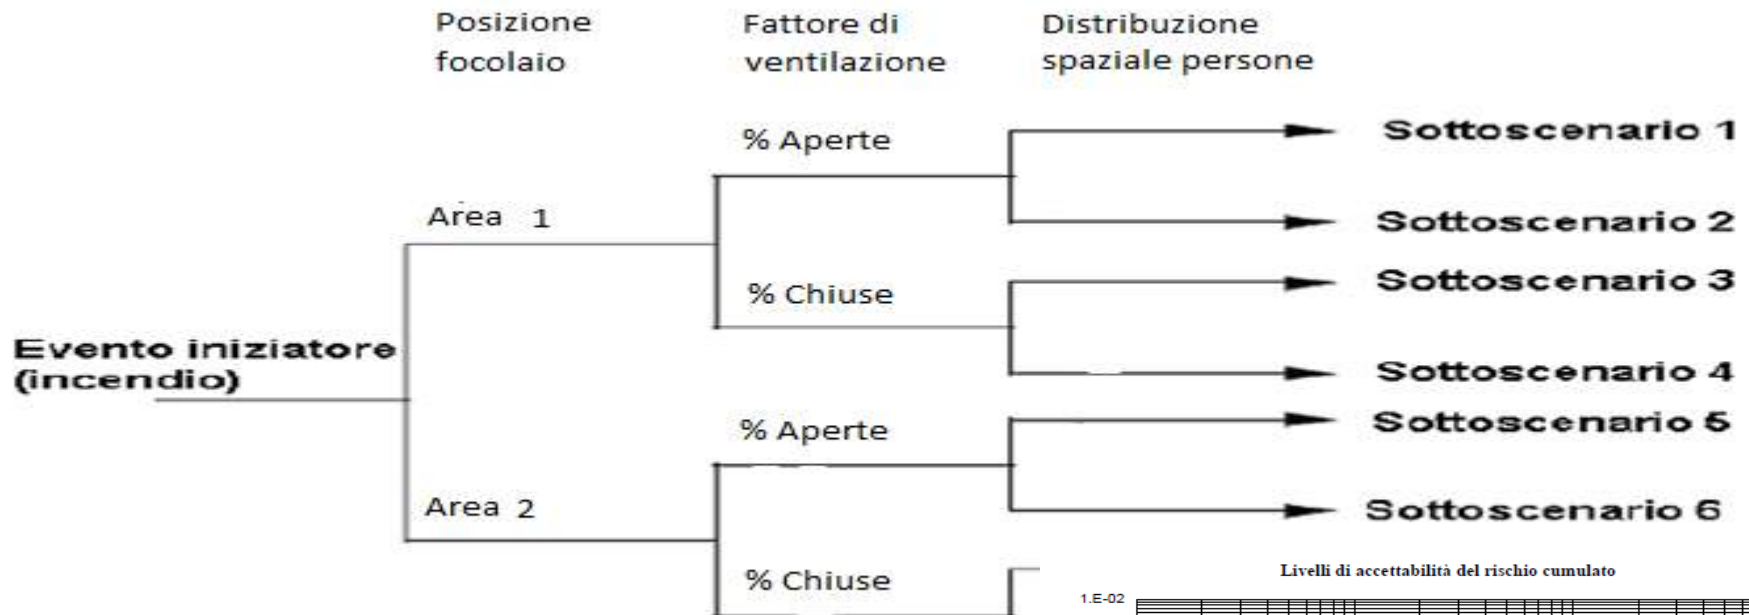 Posizione
focolaio
Fattore di
ventilazione
Distribuzione
spaziale persone
% Aperte
Sottoscenario 1
Area 1
Sottoscenario 2
% Chiuse
Sottoscenario 3
Evento iniziatore
(incendio)
Sottoscenario 4
% Aperte
Sottoscenario 5
Area 2
Sottoscenario 6
% Chiuse
Livelli di accettabilità del rischio cumulato
1.E-02